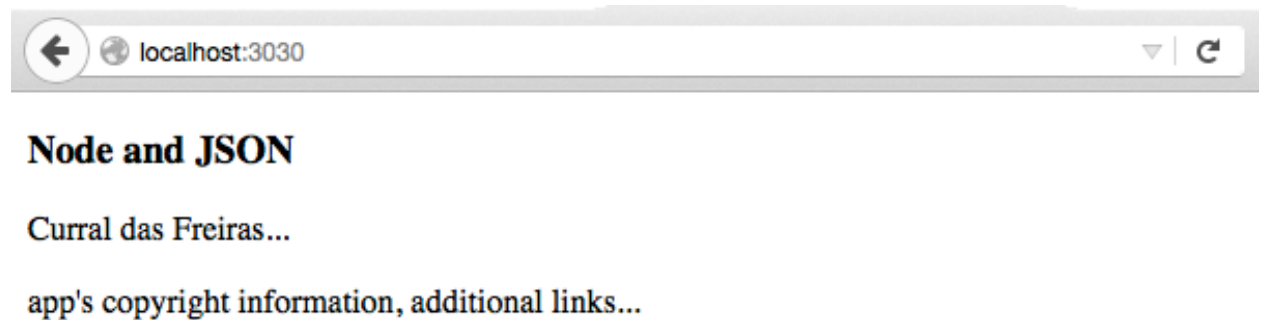 localhost:3030
Node and JSON
Curral das Freiras...
app's copyright information, additional links...